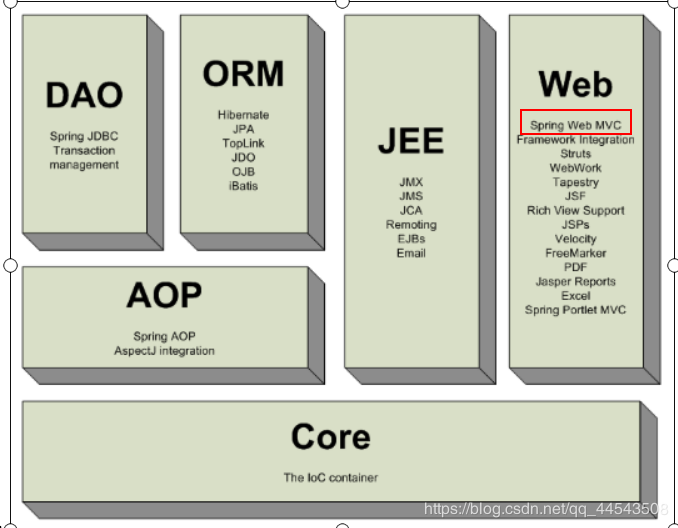 DAO
Spring JDBC
Transaction
management
ORM
Hibernate
JPA
TopLink
JDO
OJB
iBatis
JEE
JMX
JMS
JCA
Remoting
EJBs
Email
Web
Spring Web MVC
Framework Integration
Struts
WebWork
Tapestry
JSF
Rich View Support
JSPs
Velocity
FreeMarker
PDF
Jasper Reports
Excel
Spring Portlet MVC
AOP
Spring AOP
AspectJ integration
Core
The IoC container
https://blog.csdn.net/qq_44543508